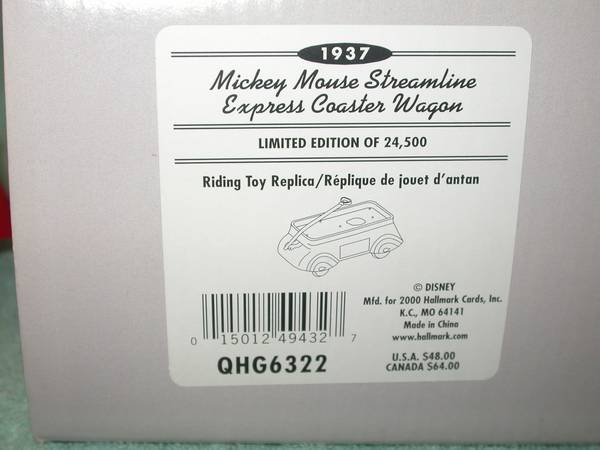 1937
Mickey Mouse Streamline
Express Coaster Wagon
LIMITED EDITION OF 24,500
Riding Toy Replica/Réplique de jouet d'antan
© DISNEY
Mfd. for 2000 Hallmark Cards, Inc.
K.C., MO 64141
Made in China
www.hallmark.com
0 15012 49432 7
QHG6322
U.S.A. $48.00
CANADA $64.00